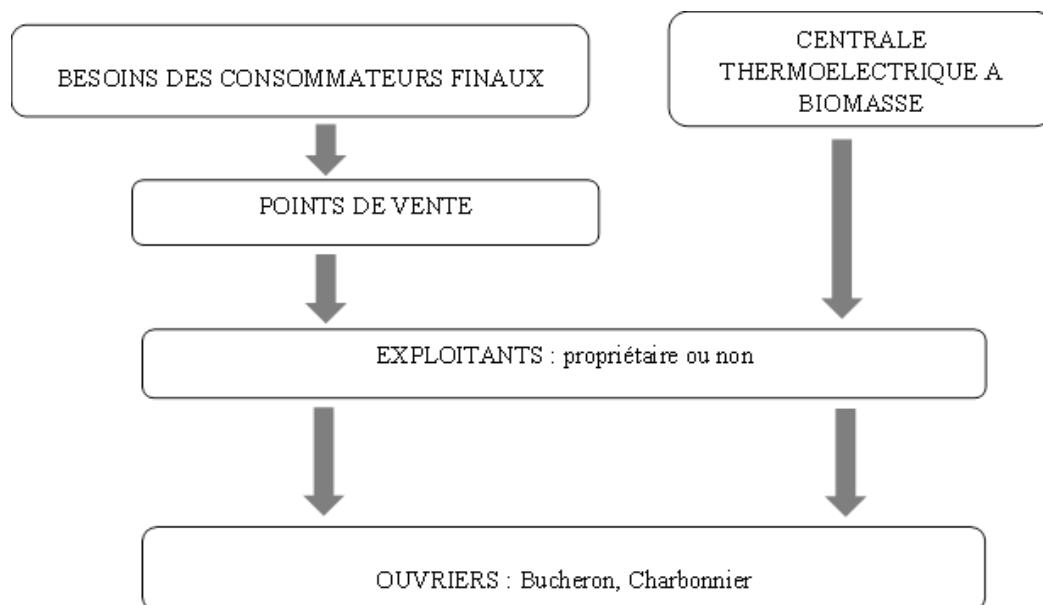 BESOINS DES CONSOMMATEURS FINAUX
CENTRALE
THERMOELECTRIQUE A
BIOMASSE
POINTS DE VENTE
EXPLOITANTS : propriétaire ou non
OUVRIERS : Bucheron, Charbonnier